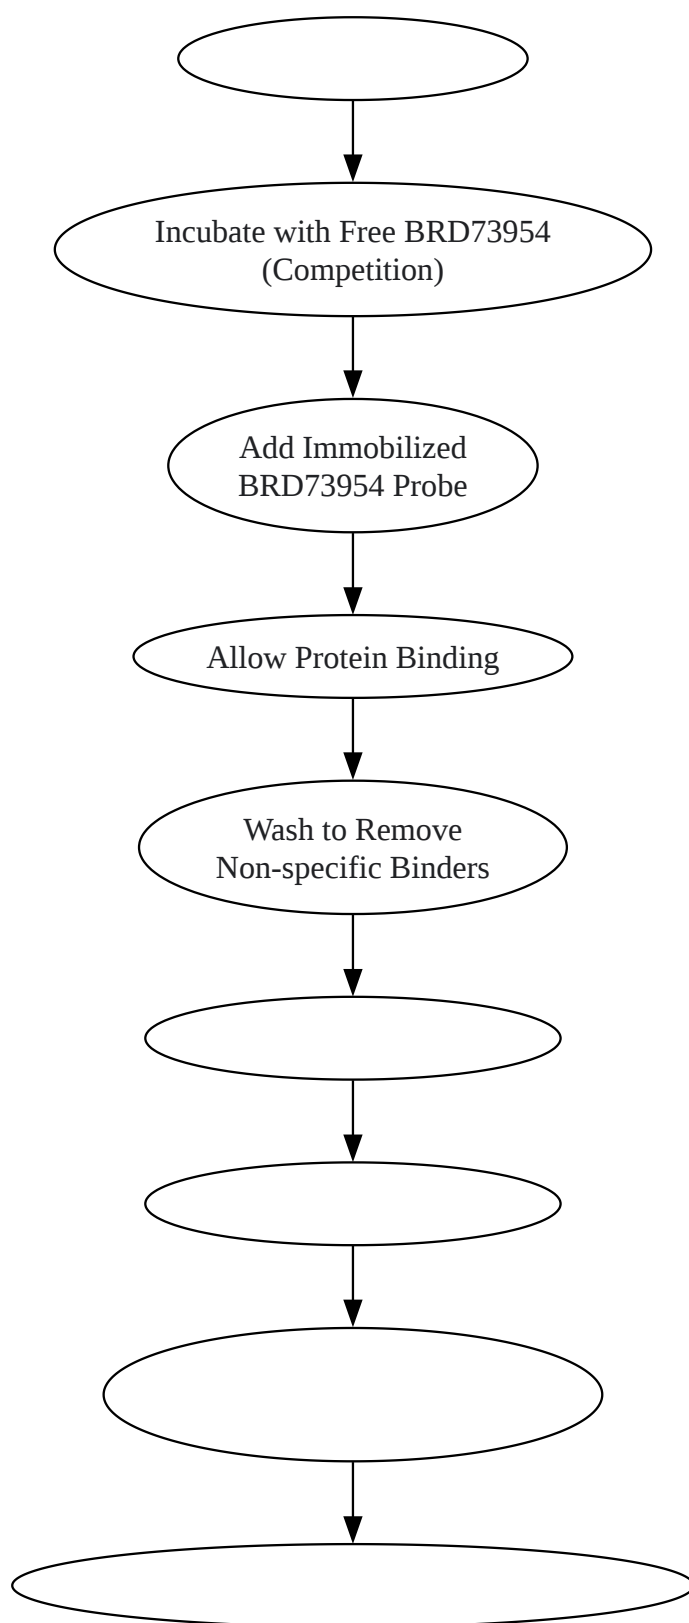 Incubate with Free BRD73954
(Competition)
Add Immobilized
BRD73954 Probe
Allow Protein Binding
Wash to Remove
Non-specific Binders